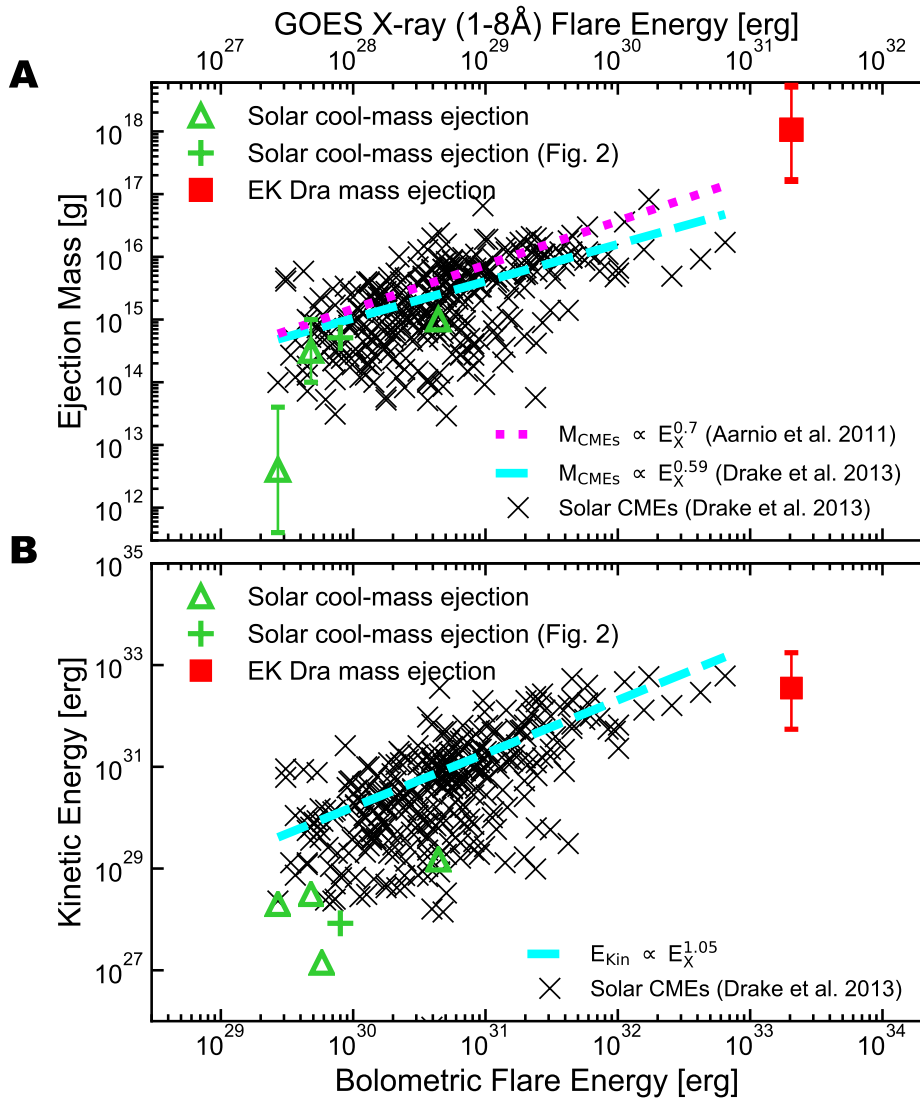 GOES X-ray (1-8Å) Flare Energy [erg]
10^27 10^28 10^29 10^30 10^31 10^32
A
Solar cool-mass ejection
Solar cool-mass ejection (Fig. 2)
EK Dra mass ejection
10^18
10^17
10^16
10^15
10^14
10^13
10^12
Ejection Mass [g]
M_CMEs ∝ E_X^0.7 (Aarnio et al. 2011)
M_CMEs ∝ E_X^0.59 (Drake et al. 2013)
Solar CMEs (Drake et al. 2013)
B
Solar cool-mass ejection
Solar cool-mass ejection (Fig. 2)
EK Dra mass ejection
10^35
10^33
10^31
10^29
10^27
Kinetic Energy [erg]
E_Kin ∝ E_X^1.05
Solar CMEs (Drake et al. 2013)
10^29 10^30 10^31 10^32 10^33 10^34
Bolometric Flare Energy [erg]